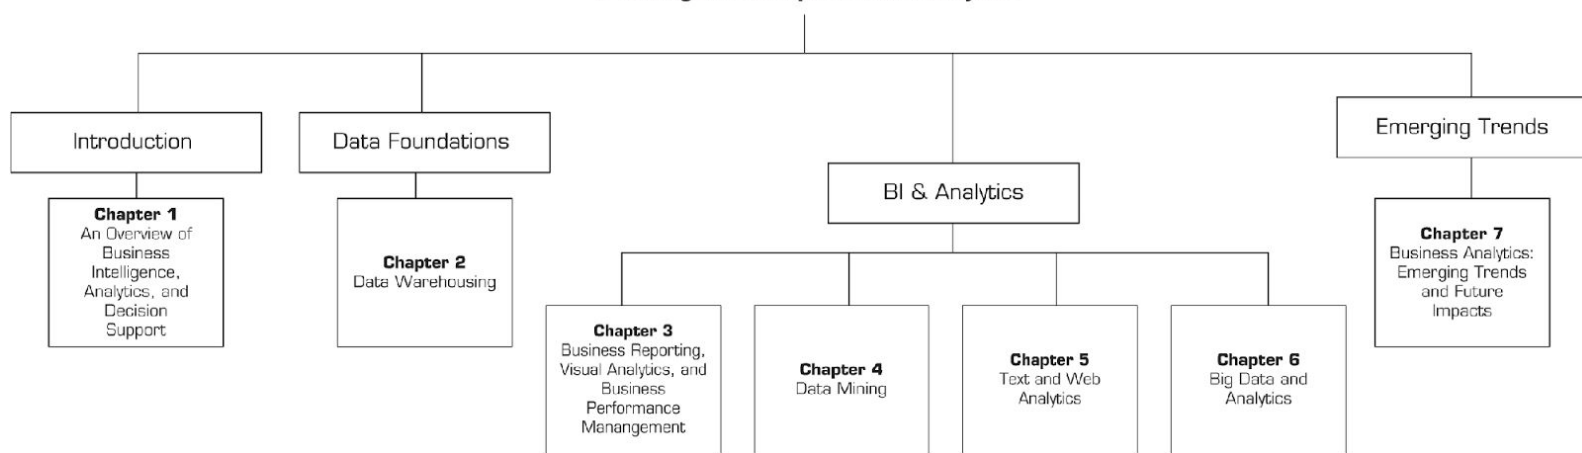 Introduction
Data Foundations
BI & Analytics
Emerging Trends
Chapter 1
An Overview of
Business
Intelligence,
Analytics, and
Decision
Support
Chapter 2
Data Warehousing
Chapter 3
Business Reporting,
Visual Analytics, and
Business
Performance
Manangement
Chapter 4
Data Mining
Chapter 5
Text and Web
Analytics
Chapter 6
Big Data and
Analytics
Chapter 7
Business Analytics:
Emerging Trends
and Future
Impacts